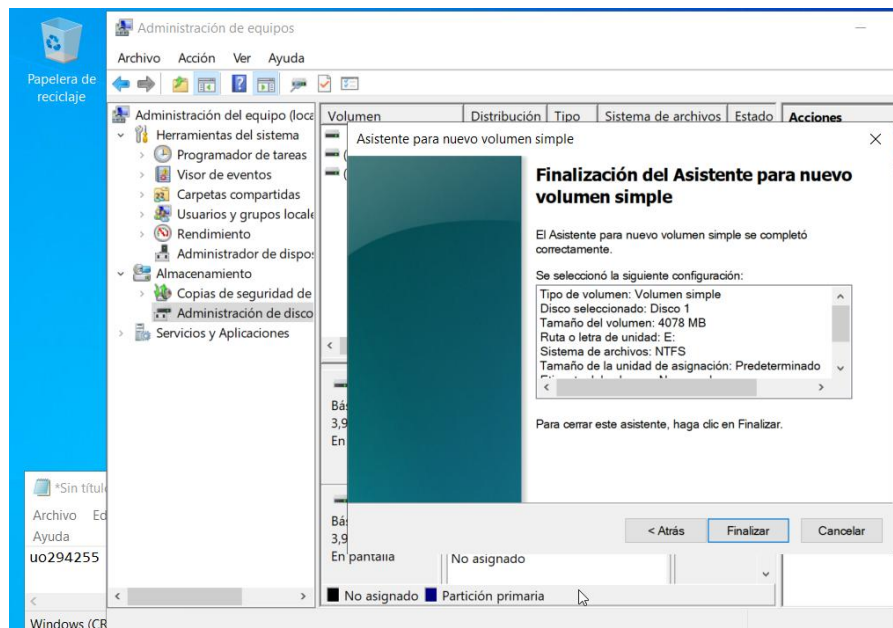 Papelera de
reciclaje
Administración de equipos
Archivo Acción Ver Ayuda
Administración del equipo (loca
Herramientas del sistema
Programador de tareas
Visor de eventos
Carpetas compartidas
Usuarios y grupos locale
Rendimiento
Administrador de dispo
Almacenamiento
Copias de seguridad de
Administración de disco
Servicios y Aplicaciones
Volumen Distribución Tipo Sistema de archivos Estado Acciones
Asistente para nuevo volumen simple
Finalización del Asistente para nuevo
volumen simple
El Asistente para nuevo volumen simple se completó
correctamente.
Se seleccionó la siguiente configuración:
Tipo de volumen: Volumen simple
Disco seleccionado: Disco 1
Tamaño del volumen: 4078 MB
Ruta o letra de unidad: E:
Sistema de archivos: NTFS
Tamaño de la unidad de asignación: Predeterminado
Para cerrar este asistente, haga clic en Finalizar.
< Atrás Finalizar Cancelar
Bás
3,9
En
Bás
3,9
En pantalla
No asignado
No asignado Partición primaria
*Sin título
Archivo Ed
Ayuda
uo294255
Windows (CR